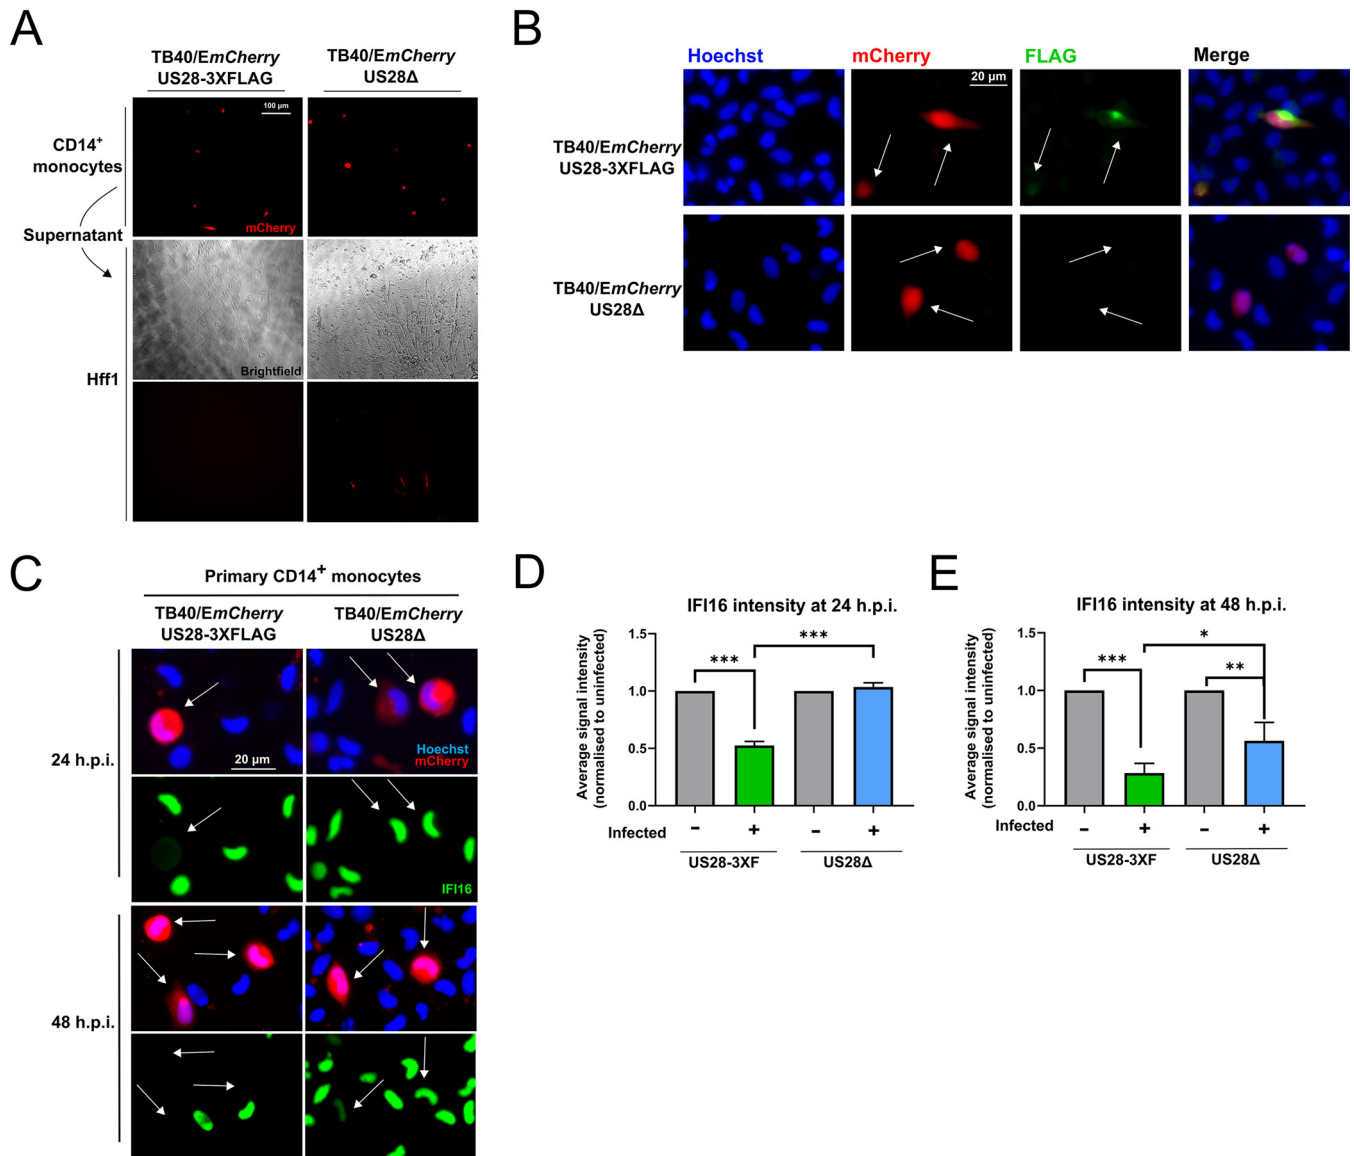 A
TB40/EmCherry
US28-3XFLAG
TB40/EmCherry
US28Δ
100 µm
CD14+
monocytes
mCherry
Supernatant
Brightfield
Hff1
B
Hoechst
mCherry
FLAG
Merge
20 µm
TB40/EmCherry
US28-3XFLAG
TB40/EmCherry
US28Δ
C
Primary CD14+ monocytes
TB40/EmCherry
US28-3XFLAG
TB40/EmCherry
US28Δ
24 h.p.i.
20 µm
Hoechst
mCherry
IFI16
48 h.p.i.
D
IFI16 intensity at 24 h.p.i.
Average signal intensity
(normalised to uninfected)
1.5
1.0
0.5
0.0
***
***
Infected
-
+
-
+
US28-3XF
US28Δ
E
IFI16 intensity at 48 h.p.i.
Average signal intensity
(normalised to uninfected)
1.5
1.0
0.5
0.0
***
*
**
Infected
-
+
-
+
US28-3XF
US28Δ